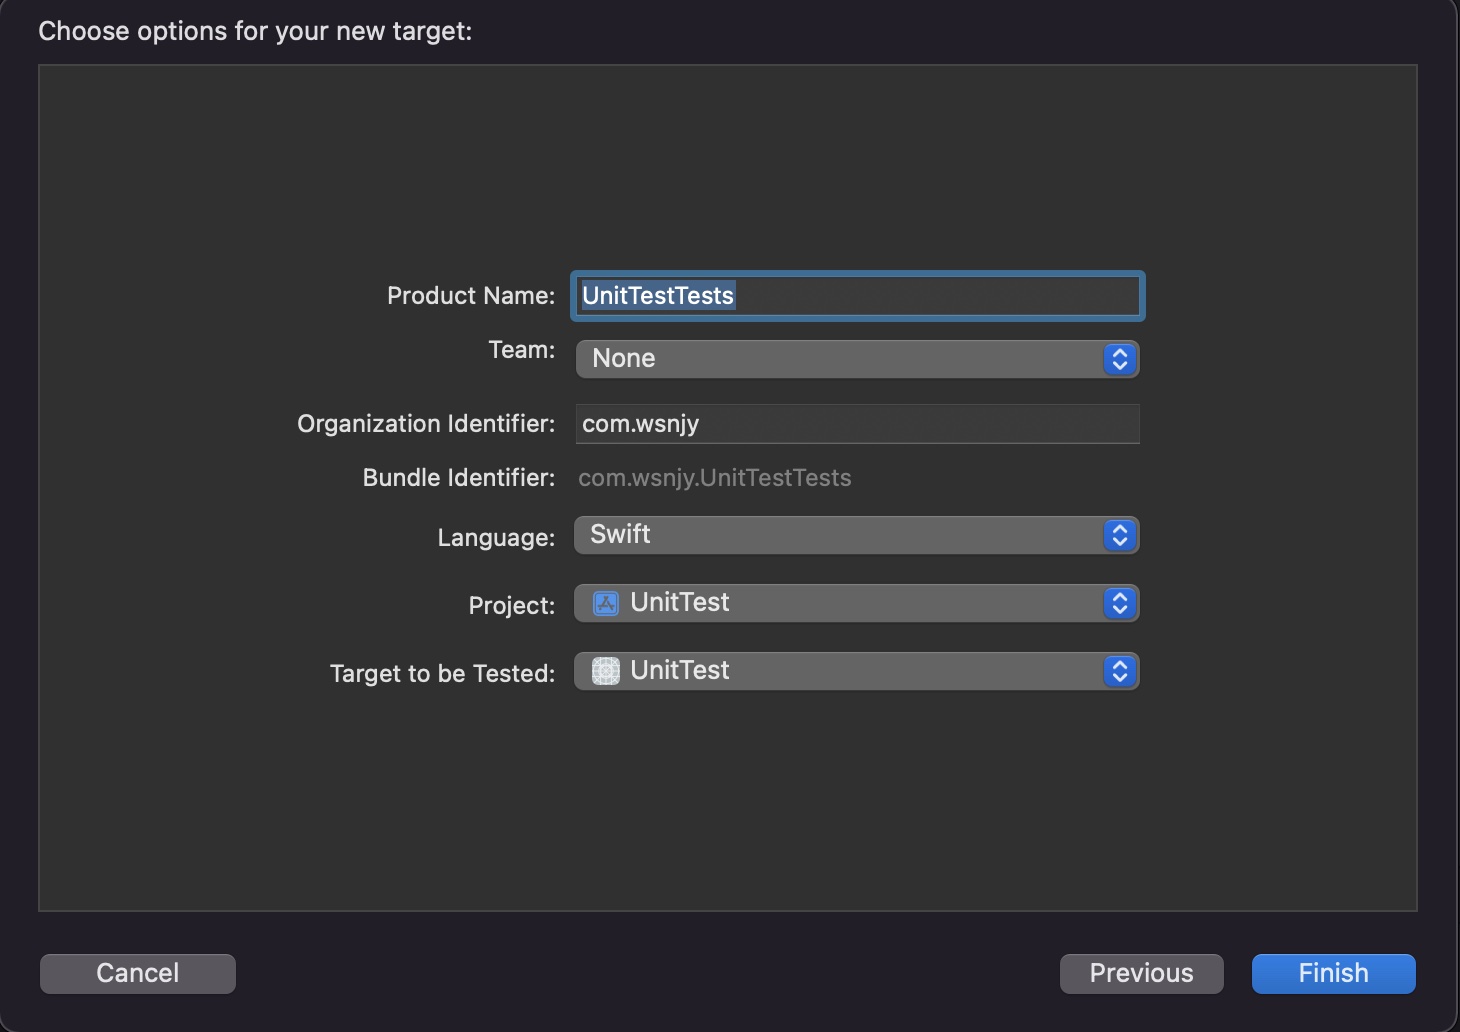 Choose options for your new target:
Product Name: UnitTestTests
Team: None
Organization Identifier: com.wsnjy
Bundle Identifier: com.wsnjy.UnitTestTests
Language: Swift
Project: UnitTest
Target to be Tested: UnitTest
Cancel Previous Finish